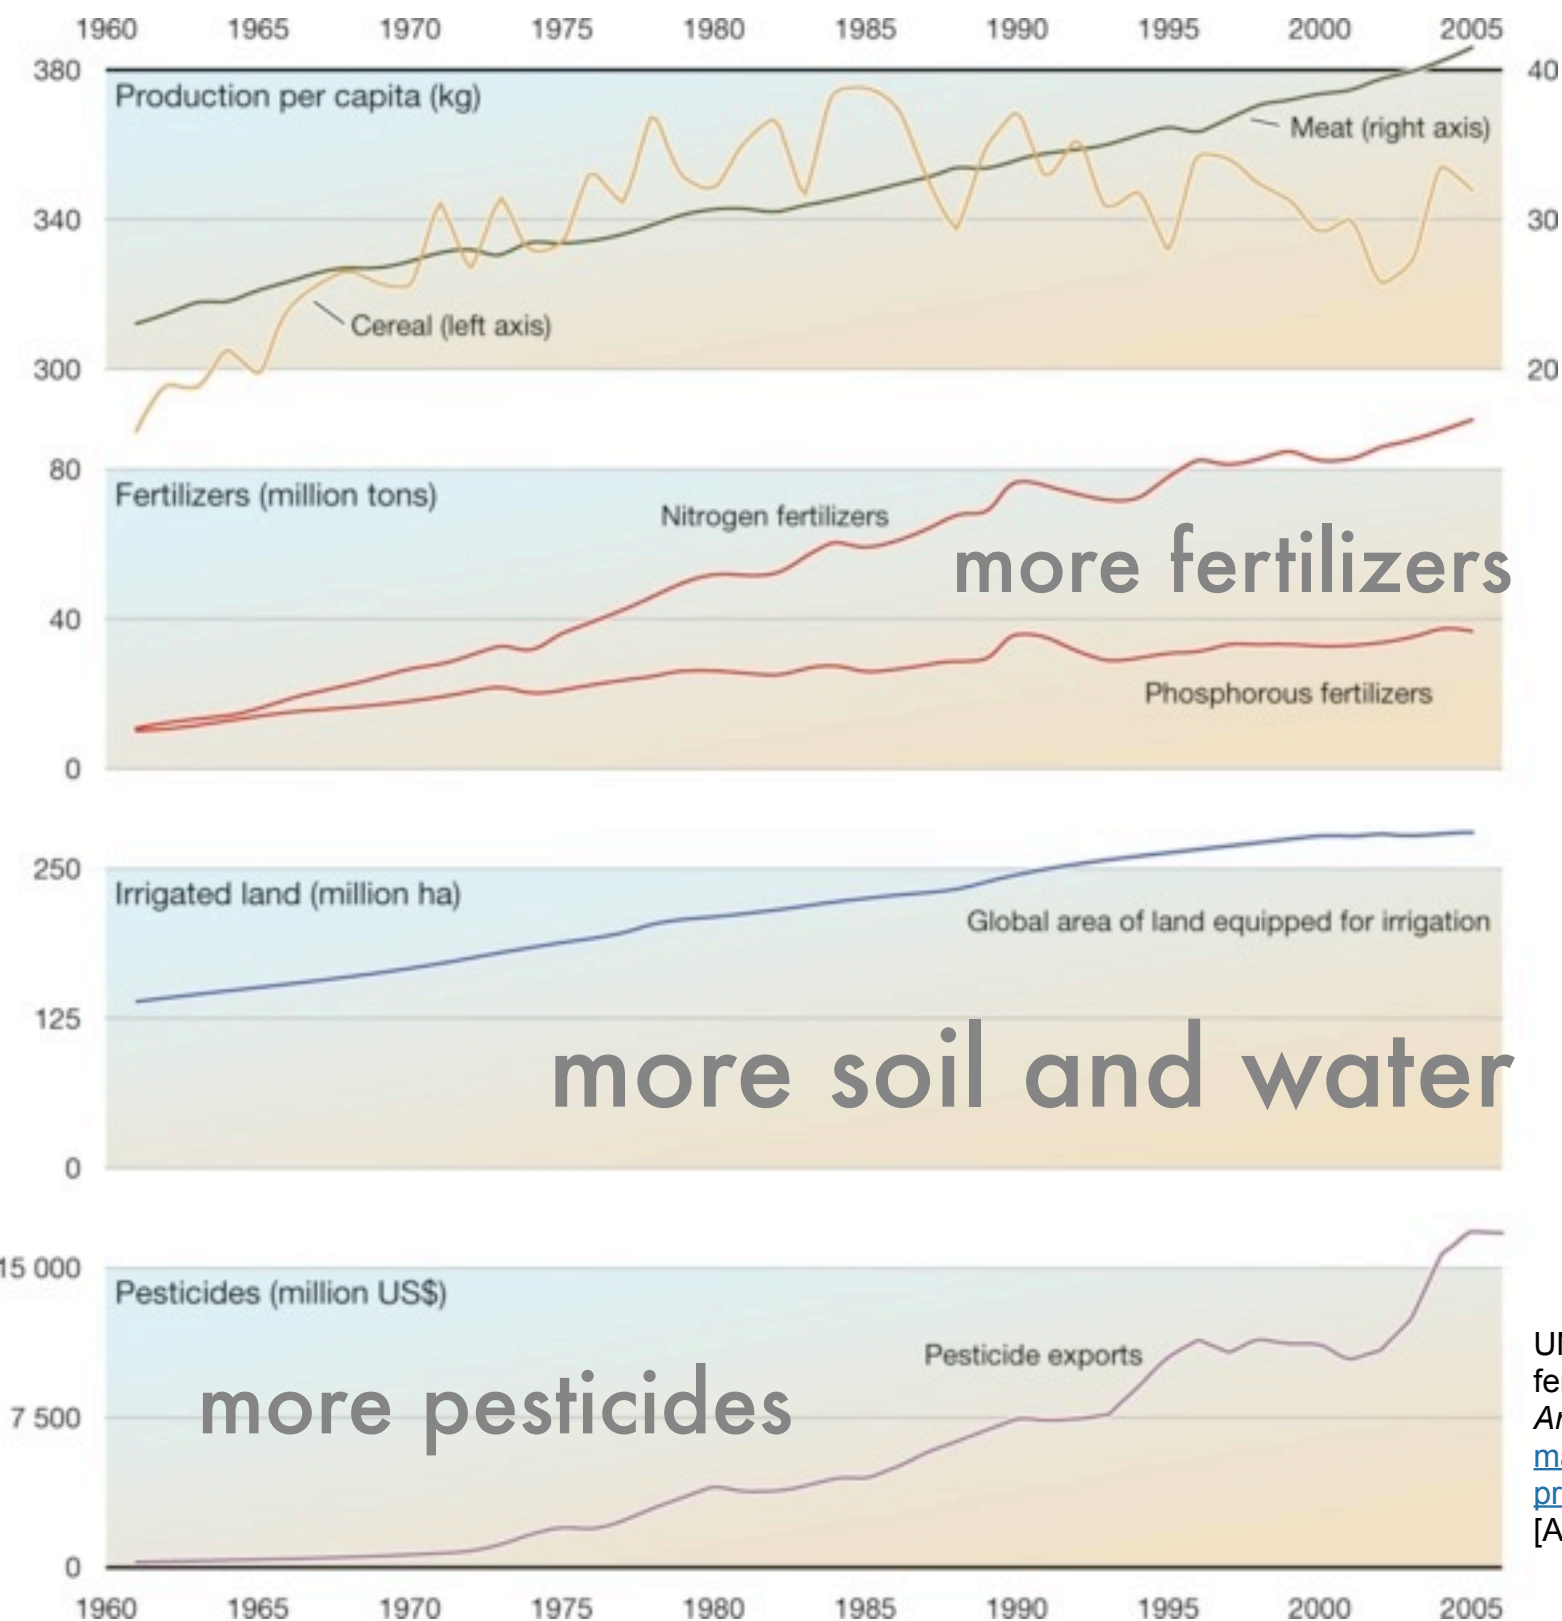 1960 1965 1970 1975 1980 1985 1990 1995 2000 2005
380 40
Production per capita (kg)
Meat (right axis)
340 30
Cereal (left axis)
300 20
80
Fertilizers (million tons)
Nitrogen fertilizers
more fertilizers
40
Phosphorous fertilizers
0
250
Irrigated land (million ha)
Global area of land equipped for irrigation
125
more soil and water
0
15 000
Pesticides (million US$)
Pesticide exports
more pesticides
7 500
[A
0
1960 1965 1970 1975 1980 1985 1990 1995 2000 2005